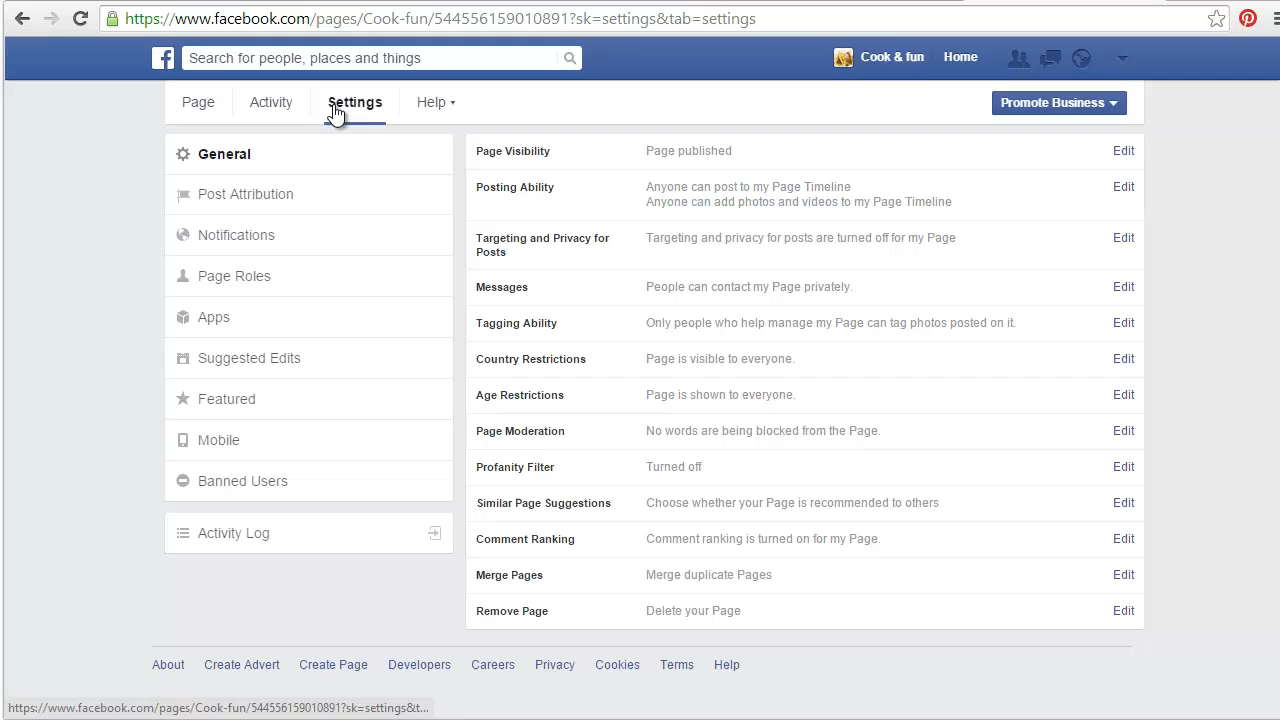 https://www.facebook.com/pages/Cook-fun/544556159010891?sk=settings&tab=settings
Search for people, places and things
Cook & fun
Home
Page
Activity
Settings
Help
Promote Business
General
Post Attribution
Notifications
Page Roles
Apps
Suggested Edits
Featured
Mobile
Banned Users
Activity Log
Page Visibility Page published Edit
Posting Ability Anyone can post to my Page Timeline Edit
Anyone can add photos and videos to my Page Timeline
Targeting and Privacy for Targeting and privacy for posts are turned off for my Page Edit
Posts
Messages People can contact my Page privately. Edit
Tagging Ability Only people who help manage my Page can tag photos posted on it. Edit
Country Restrictions Page is visible to everyone. Edit
Age Restrictions Page is shown to everyone. Edit
Page Moderation No words are being blocked from the Page. Edit
Profanity Filter Turned off Edit
Similar Page Suggestions Choose whether your Page is recommended to others Edit
Comment Ranking Comment ranking is turned on for my Page. Edit
Merge Pages Merge duplicate Pages Edit
Remove Page Delete your Page Edit
About Create Advert Create Page Developers Careers Privacy Cookies Terms Help
https://www.facebook.com/pages/Cook-fun/544556159010891?sk=settings&t...